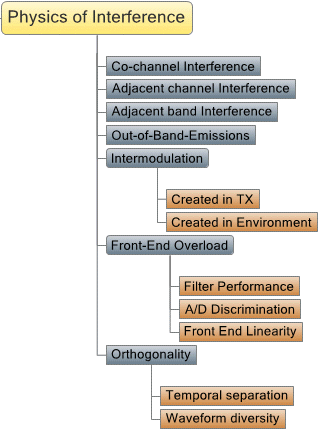 Physics of Interference
Co-channel Interference
Adjacent channel Interference
Adjacent band Interference
Out-of-Band-Emissions
Intermodulation
Created in TX
Created in Environment
Front-End Overload
Filter Performance
A/D Discrimination
Front End Linearity
Orthogonality
Temporal separation
Waveform diversity